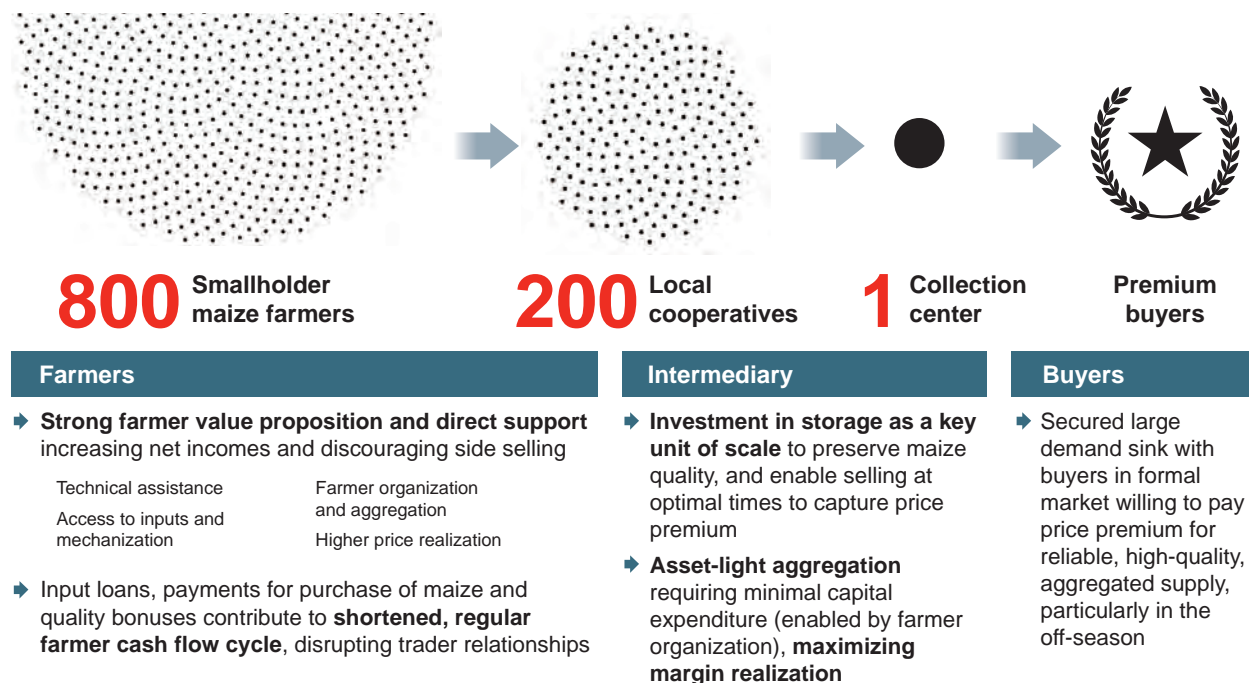 800 Smallholder
maize farmers
200 Local
cooperatives
1 Collection
center
Premium
buyers
Farmers
Strong farmer value proposition and direct support
increasing net incomes and discouraging side selling
Technical assistance
Access to inputs and
mechanization
Farmer organization
and aggregation
Higher price realization
Input loans, payments for purchase of maize and
quality bonuses contribute to shortened, regular
farmer cash flow cycle, disrupting trader relationships
Intermediary
Investment in storage as a key
unit of scale to preserve maize
quality, and enable selling at
optimal times to capture price
premium
Asset-light aggregation
requiring minimal capital
expenditure (enabled by farmer
organization), maximizing
margin realization
Buyers
Secured large
demand sink with
buyers in formal
market willing to pay
price premium for
reliable, high-quality,
aggregated supply,
particularly in the
off-season